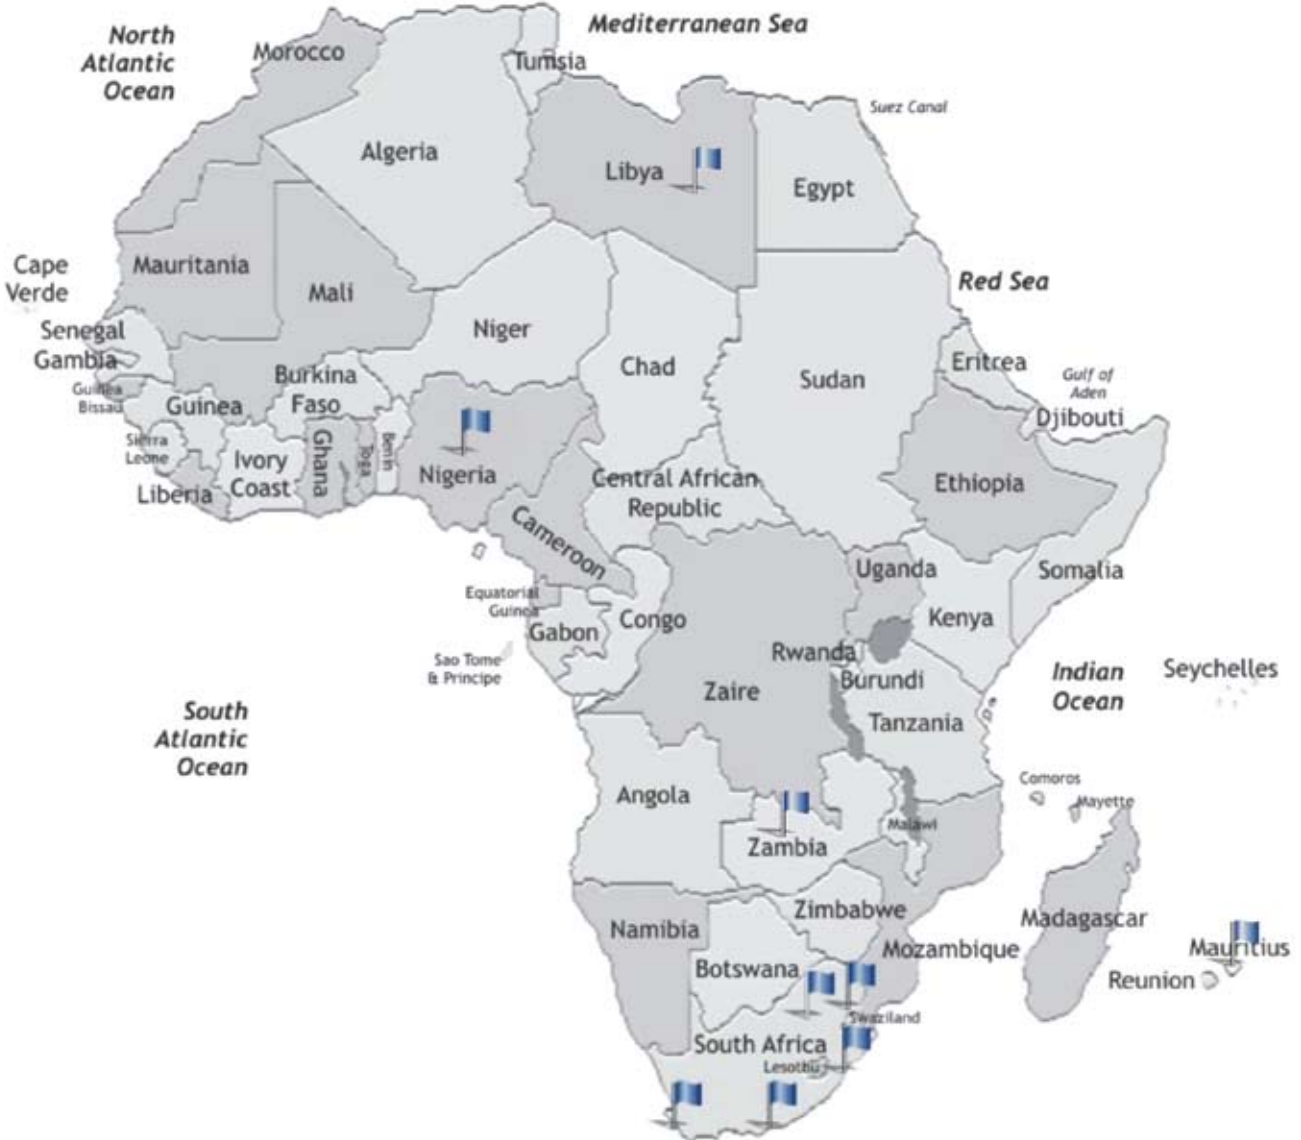 Mediterranean Sea
North
Atlantic
Ocean
Morocco
Tunisia
Suez Canal
Algeria
Libya
Egypt
Cape
Verde
Mauritania
Mali
Niger
Chad
Sudan
Red Sea
Senegal
Gambia
Guinea
Bissau
Guinea
Burkina
Faso
Eritrea
Gulf of
Aden
Djibouti
Sierra
Leone
Liberia
Ivory
Coast
Ghana
Togo
Benin
Nigeria
Central African
Republic
Ethiopia
Cameroon
Uganda
Somalia
Equatorial
Guinea
Gabon
Congo
Kenya
Sao Tome
& Principe
Rwanda
Burundi
Zaire
Tanzania
Indian
Ocean
Seychelles
South
Atlantic
Ocean
Angola
Comoros
Mayette
Malawi
Zambia
Namibia
Zimbabwe
Mozambique
Madagascar
Mauritius
Reunion
Botswana
Swaziland
South Africa
Lesothu